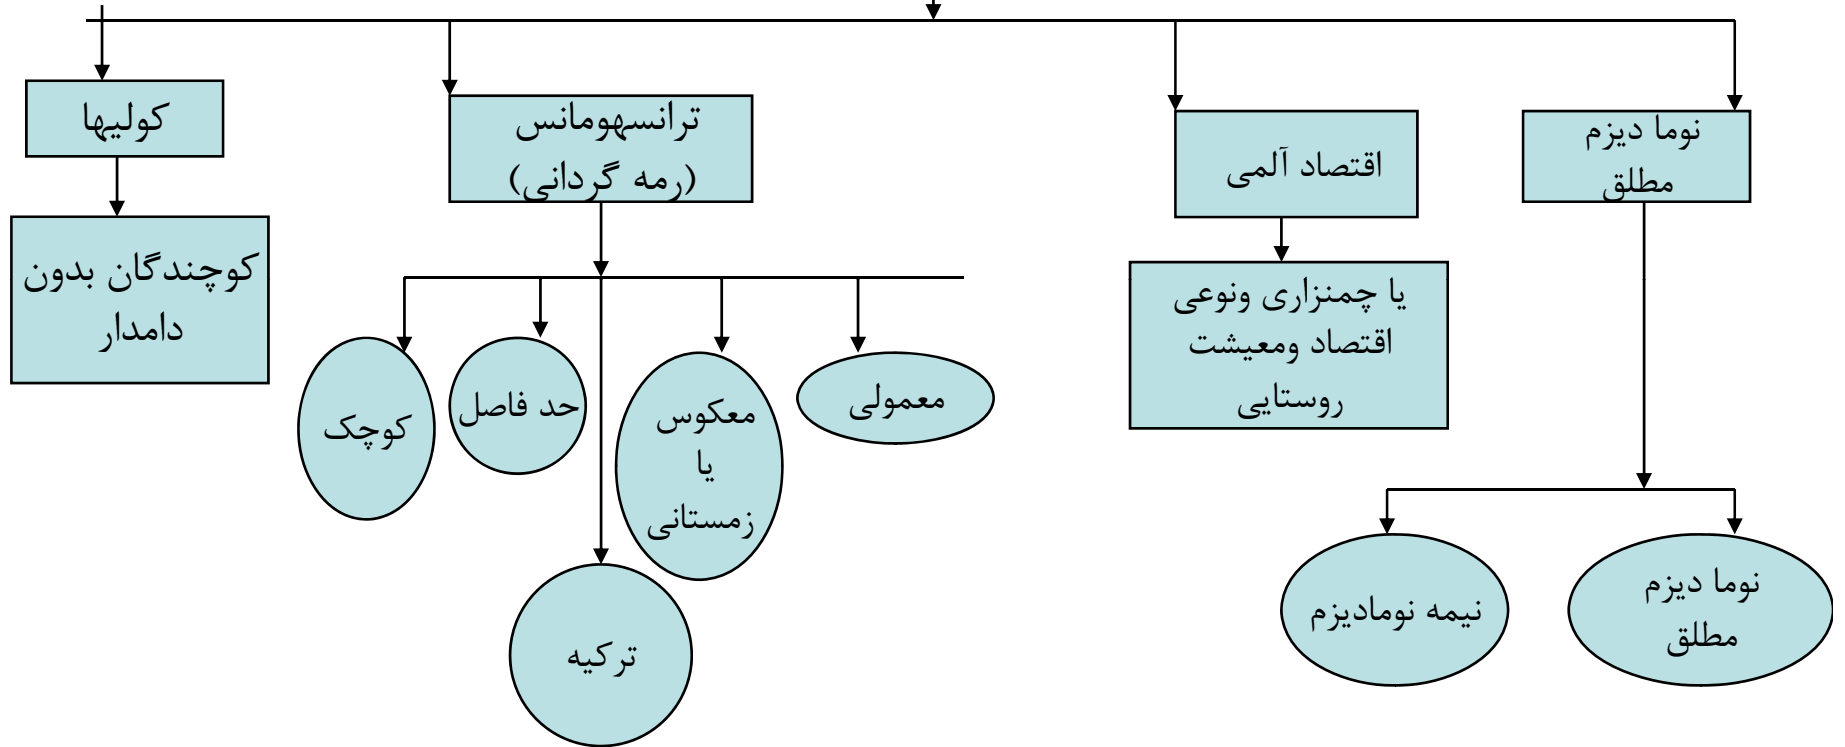 نوما دیزم
مطلق
اقتصاد آلمی
ترانسهومانس
(رمه گردانی)
کولیها
یا چمنزاری ونوعی
اقتصاد ومعیشت
روستایی
کوچندگان بدون
دامدار
معمولی
معکوس
یا
زمستانی
حد فاصل
کوچک
ترکیه
نوما دیزم
مطلق
نیمه نومادیزم